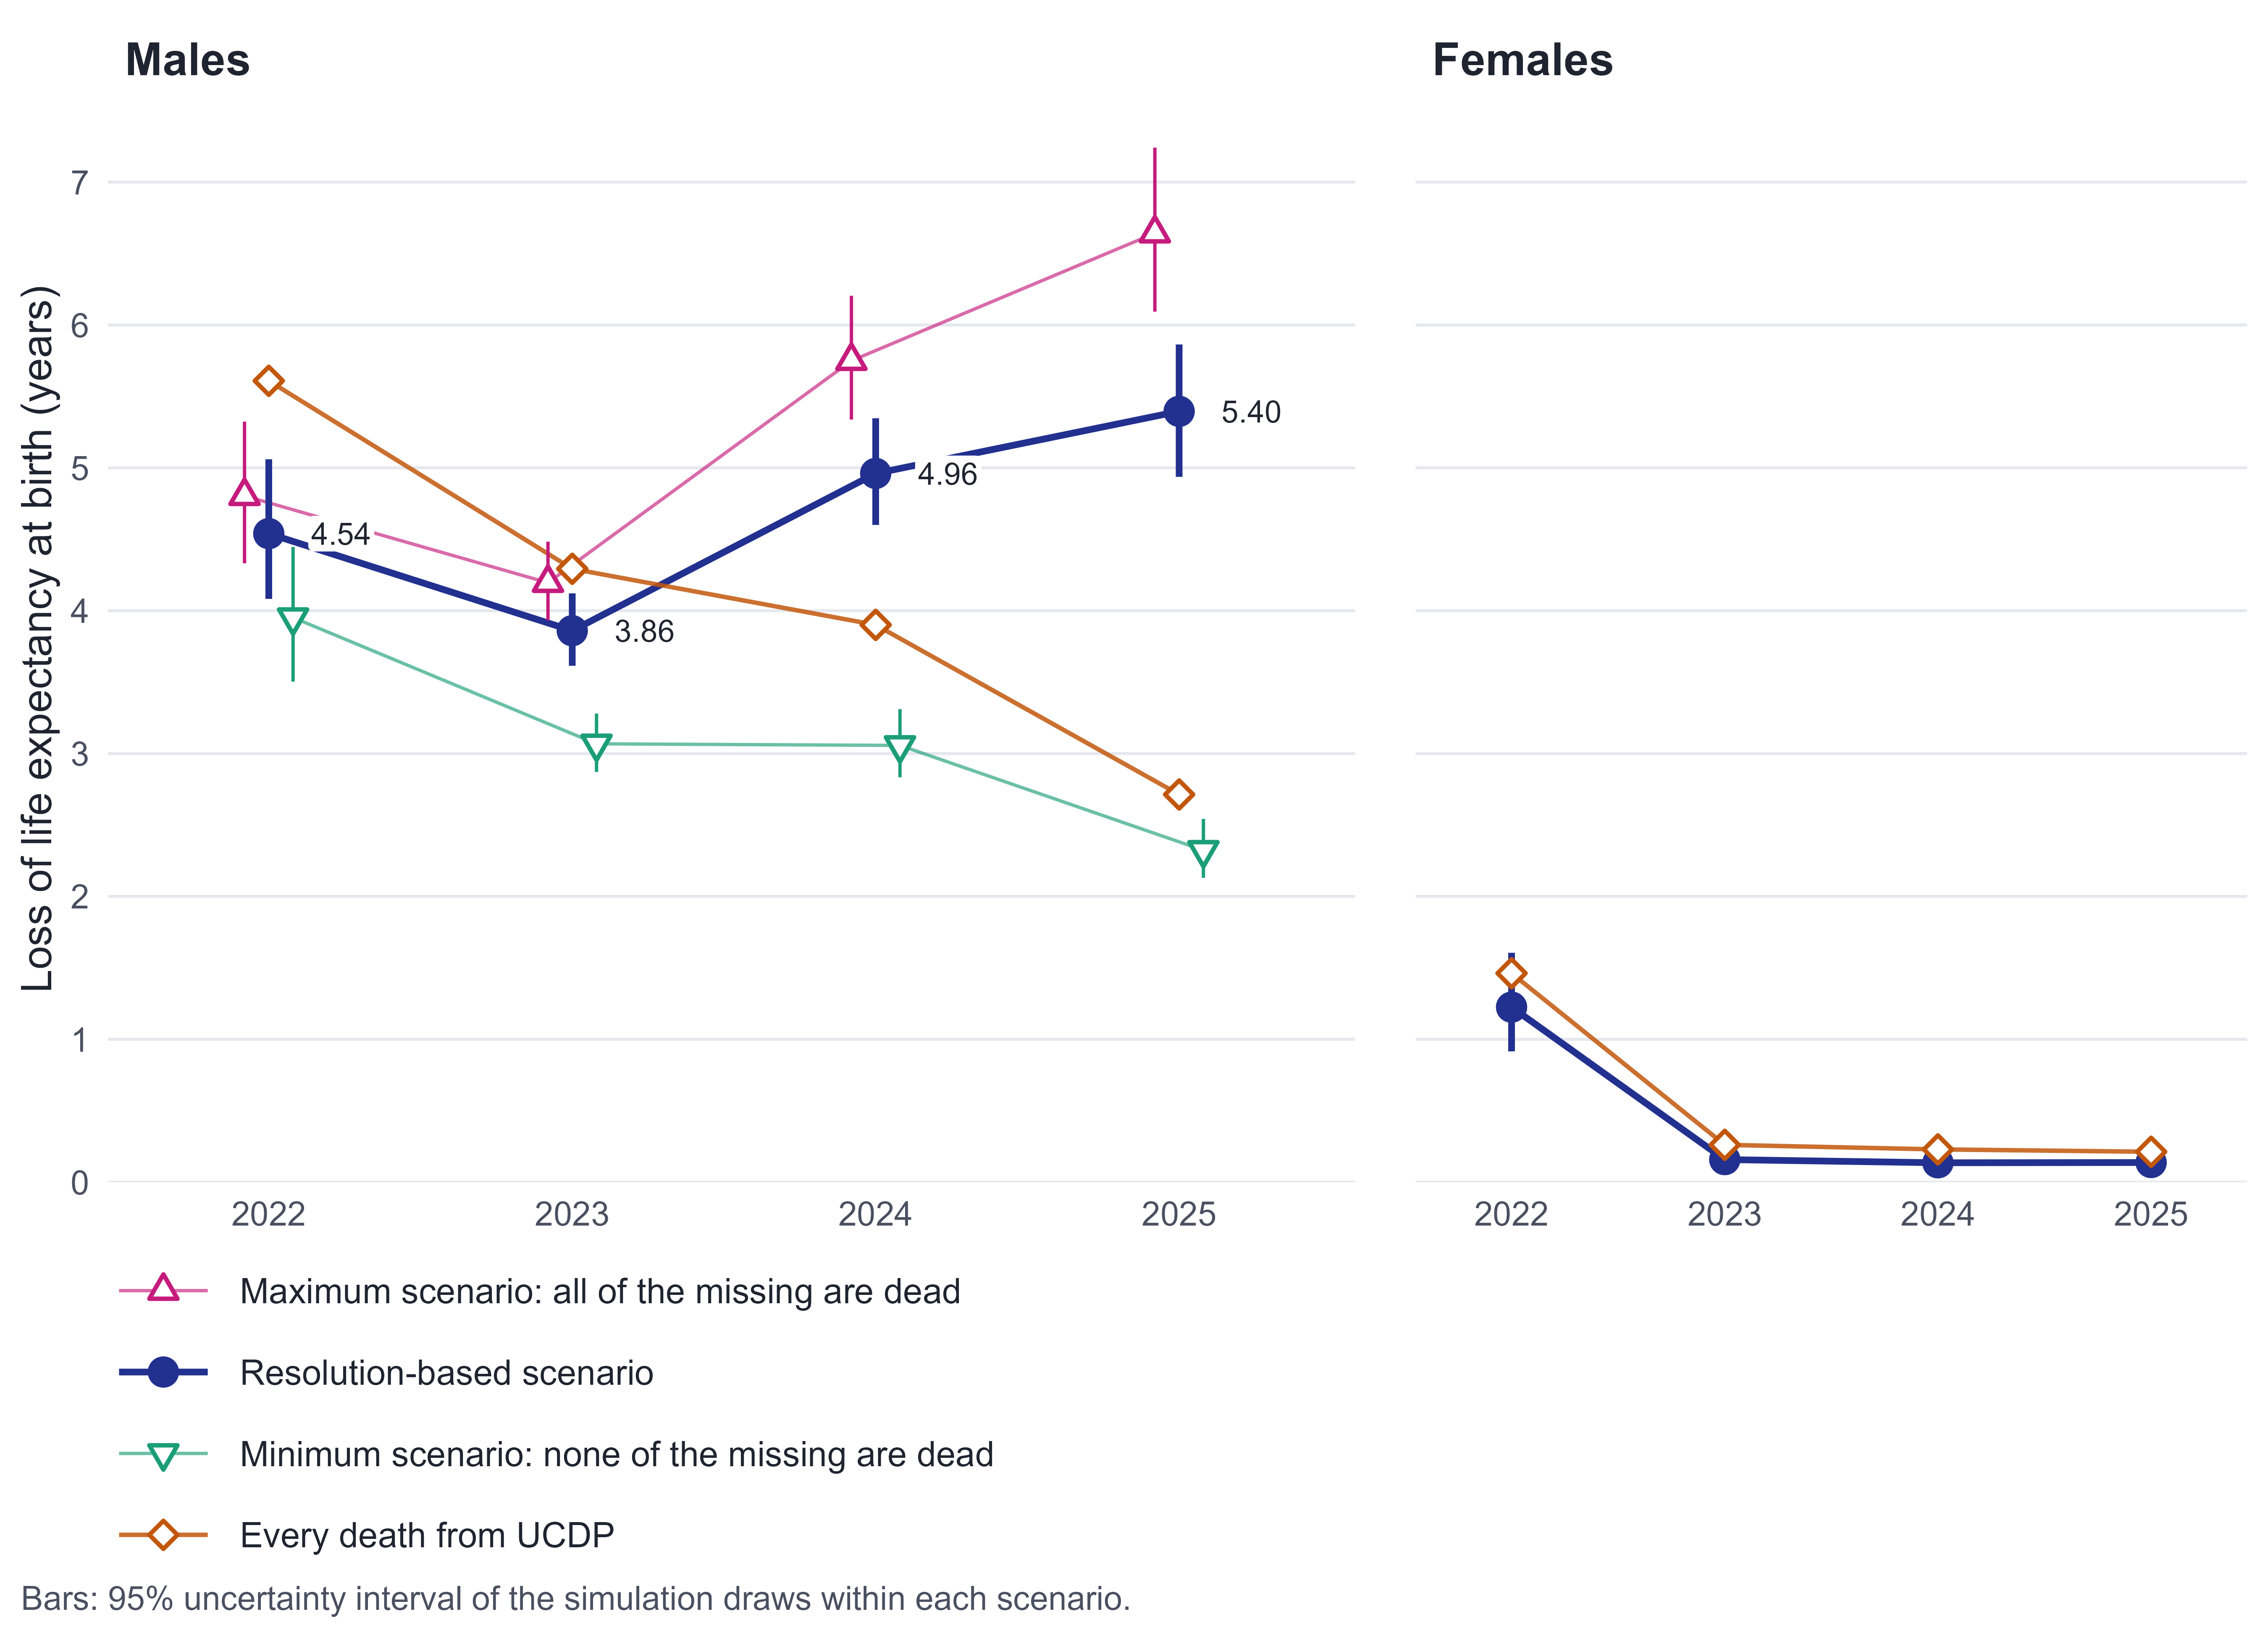 Males
Females
Loss of life expectancy at birth (years)
7
6
5
4
3
2
1
0
4.54
3.86
4.96
5.40
2022
2023
2024
2025
2022
2023
2024
2025
Maximum scenario: all of the missing are dead
Resolution-based scenario
Minimum scenario: none of the missing are dead
Every death from UCDP
Bars: 95% uncertainty interval of the simulation draws within each scenario.